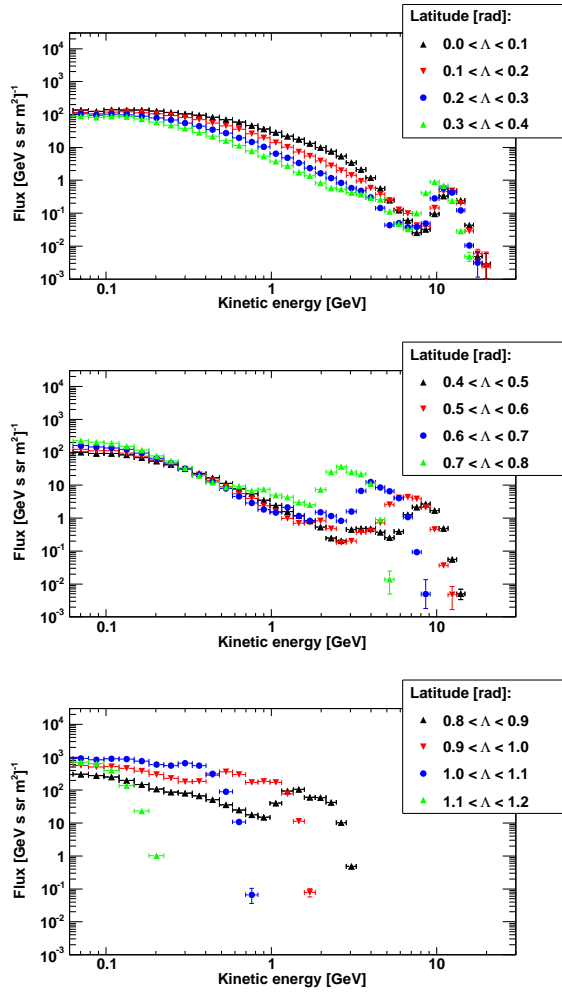 Latitude [rad]:
0.0 < Λ < 0.1
0.1 < Λ < 0.2
0.2 < Λ < 0.3
0.3 < Λ < 0.4
Flux [GeV s sr m²]⁻¹
10⁴
10³
10²
10
1
10⁻¹
10⁻²
10⁻³
0.1
1
10
Kinetic energy [GeV]
Latitude [rad]:
0.4 < Λ < 0.5
0.5 < Λ < 0.6
0.6 < Λ < 0.7
0.7 < Λ < 0.8
Flux [GeV s sr m²]⁻¹
10⁴
10³
10²
10
1
10⁻¹
10⁻²
10⁻³
0.1
1
10
Kinetic energy [GeV]
Latitude [rad]:
0.8 < Λ < 0.9
0.9 < Λ < 1.0
1.0 < Λ < 1.1
1.1 < Λ < 1.2
Flux [GeV s sr m²]⁻¹
10⁴
10³
10²
10
1
10⁻¹
10⁻²
10⁻³
0.1
1
10
Kinetic energy [GeV]